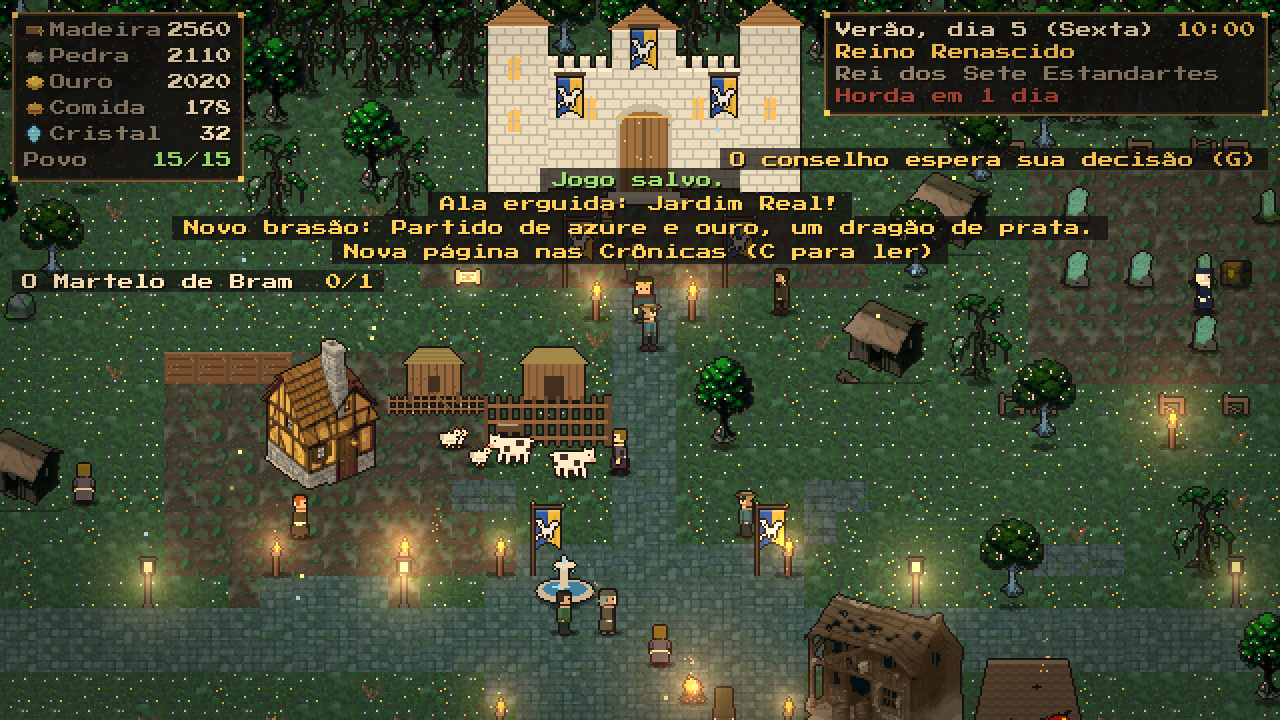 Madeira 2560
Pedra 2110
Ouro 2020
Comida 178
Cristal 32
Povo 15/15
Verão, dia 5 (Sexta) 10:00
Reino Renascido
Rei dos Sete Estandartes
Horda em 1 dia
O conselho espera sua decisão (G)
Jogo salvo.
Ala erguida: Jardim Real!
Novo brasão: Partido de azure e ouro, um dragão de prata.
Nova página nas Crônicas (C para ler)
O Martelo de Bram 0/1